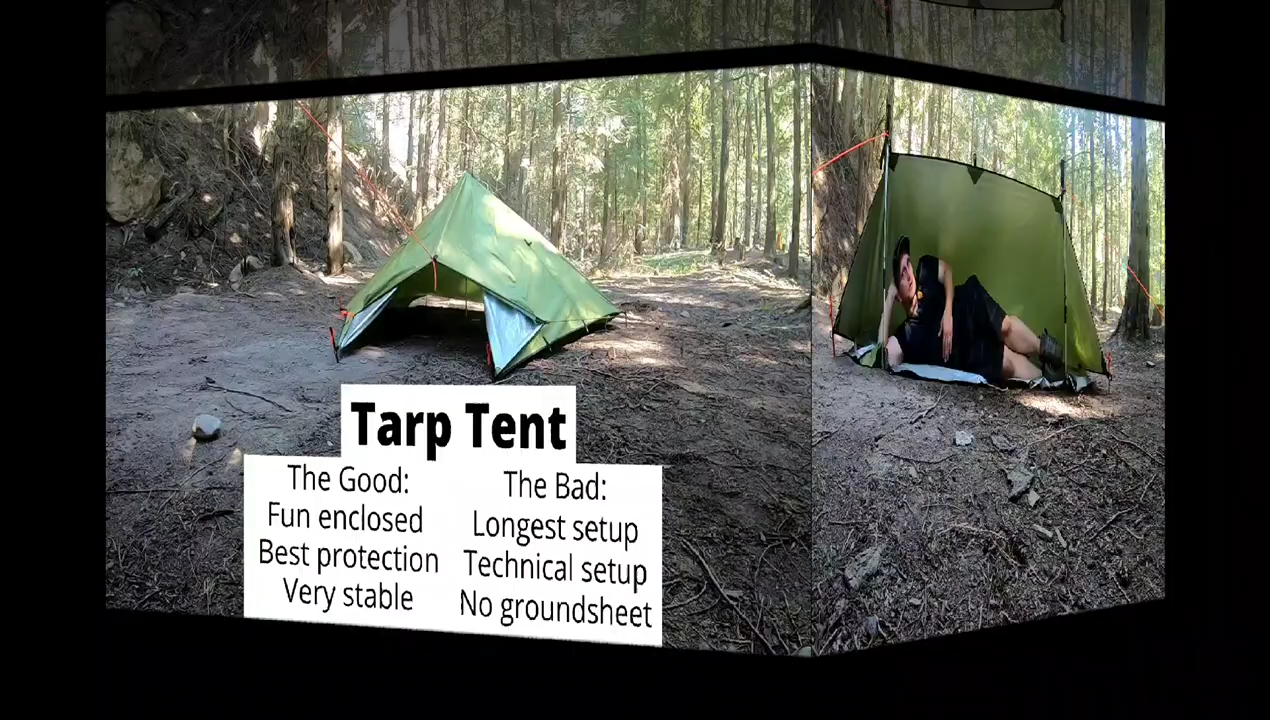 Tarp Tent
The Good:
Fun enclosed
Best protection
Very stable
The Bad:
Longest setup
Technical setup
No groundsheet